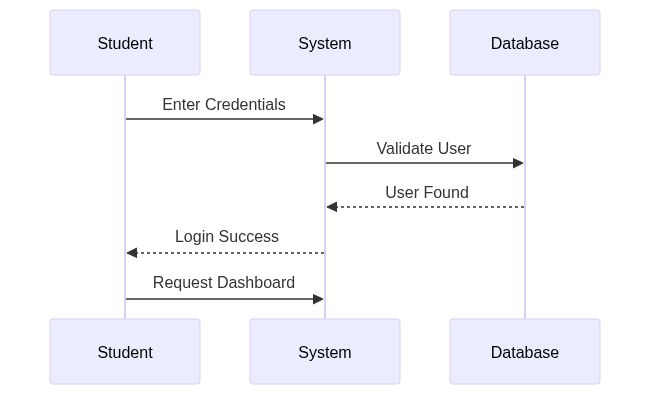 Student
System
Database
Enter Credentials
Validate User
User Found
Login Success
Request Dashboard
Student
System
Database